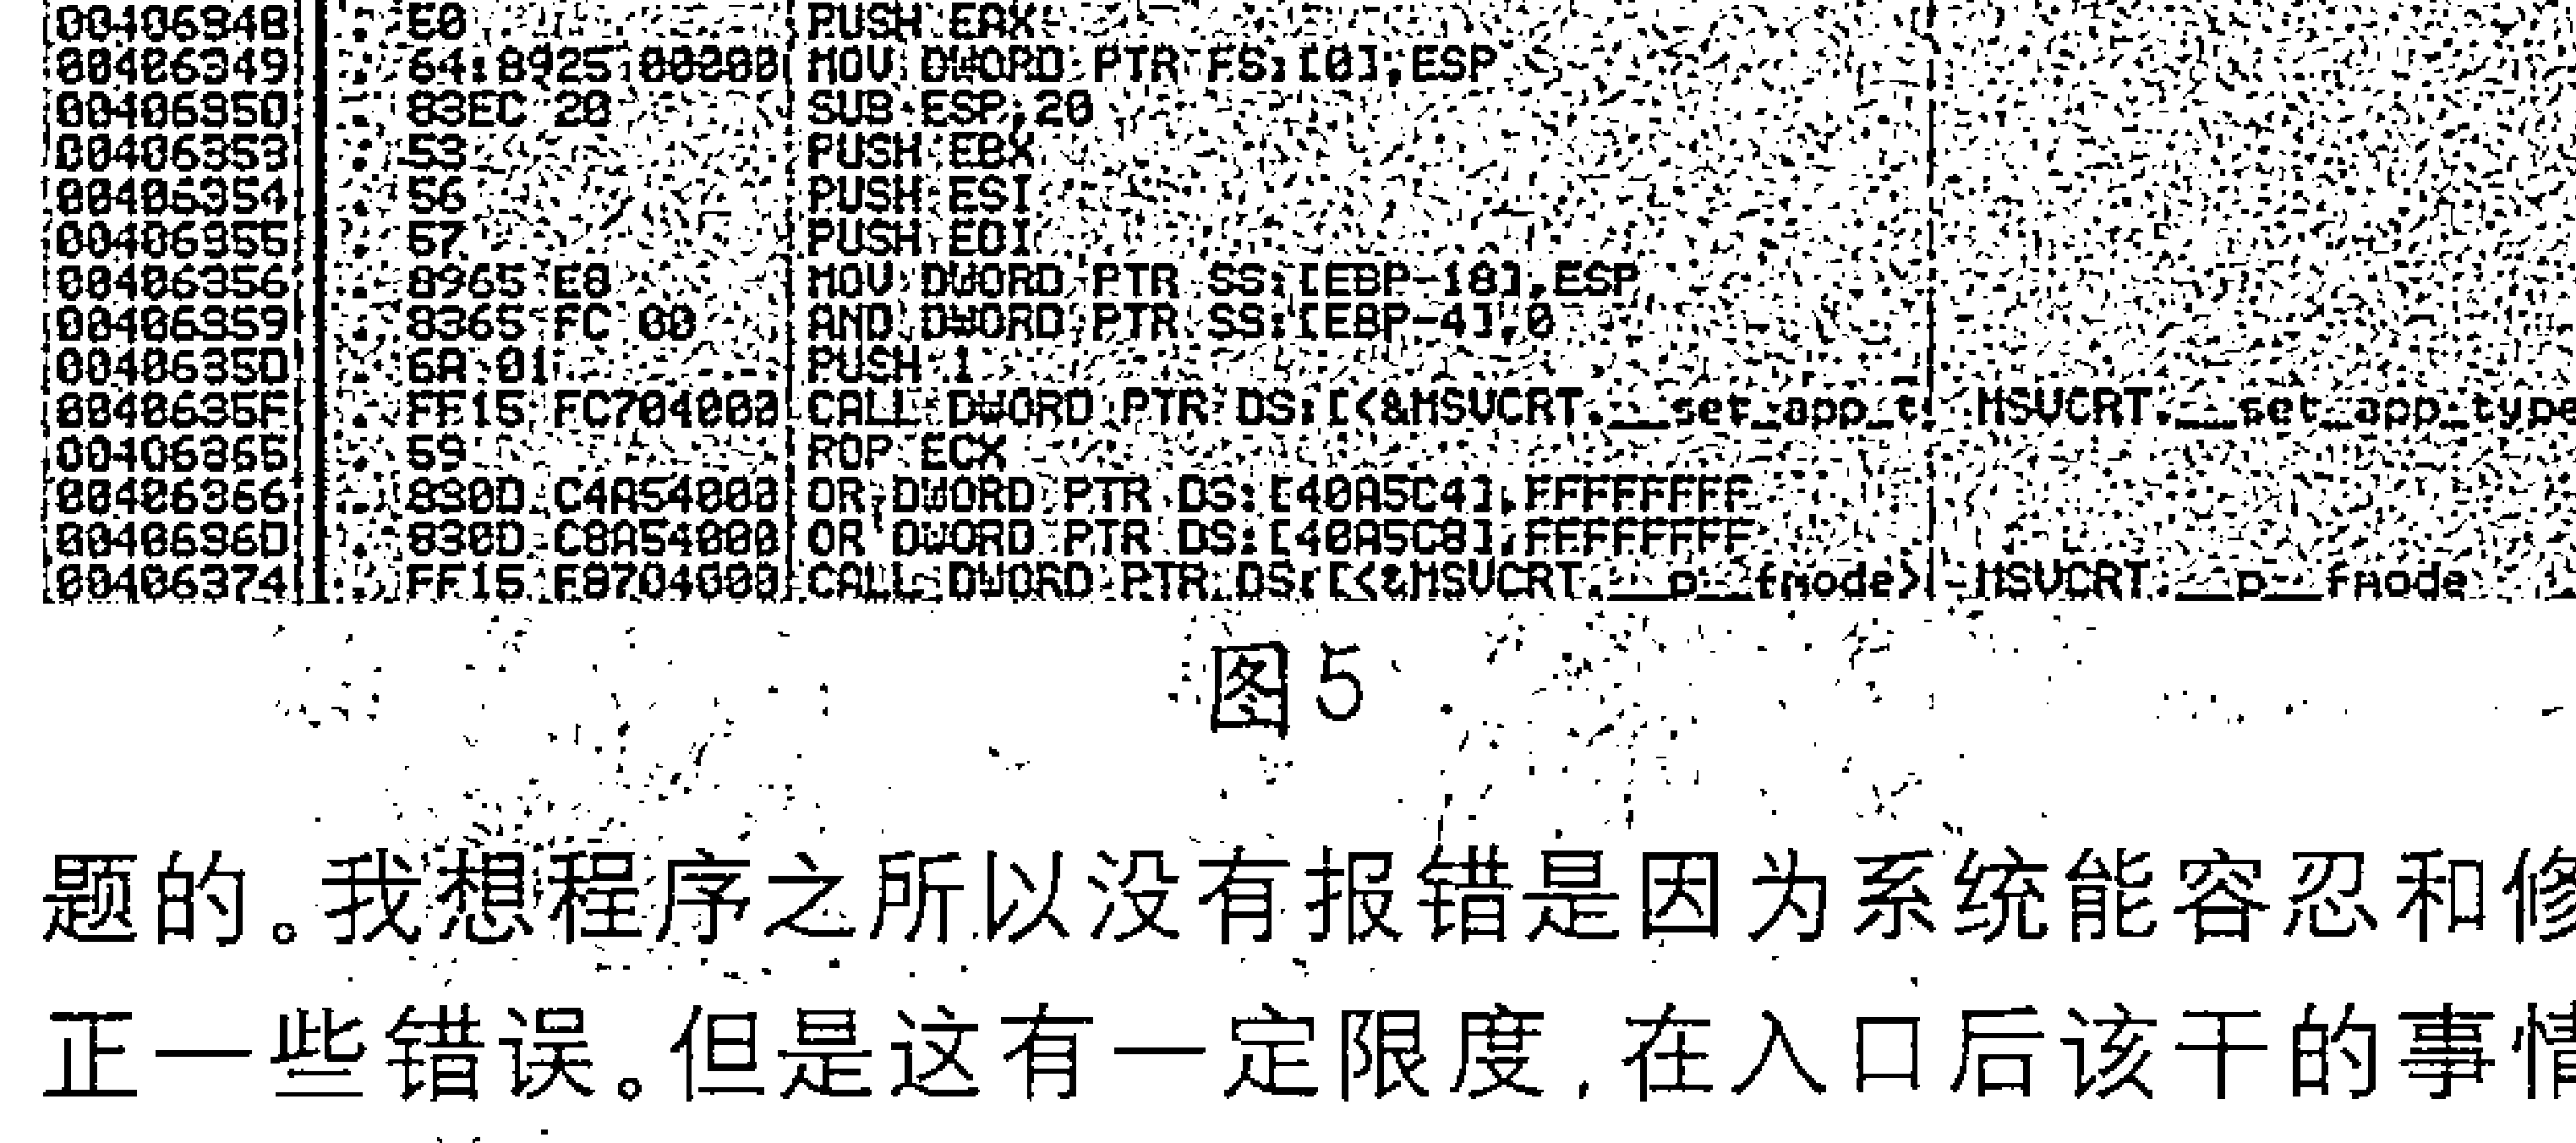 00406348 . 50 PUSH EAX
00406349 . 64:8925 00000 MOV DWORD PTR FS:[0],ESP
00406350 . 83EC 20 SUB ESP,20
00406353 . 53 PUSH EBX
00406354 . 56 PUSH ESI
00406355 . 57 PUSH EDI
00406356 . 8965 E8 MOV DWORD PTR SS:[EBP-18],ESP
00406359 . 8365 FC 00 AND DWORD PTR SS:[EBP-4],0
0040635D . 6A 01 PUSH 1
0040635F . FF15 FC704000 CALL DWORD PTR DS:[<&MSVCRT.__set_app_t MSVCRT.__set_app_type
00406365 . 59 POP ECX
00406366 . 830D C4A54000 OR DWORD PTR DS:[40A5C4],FFFFFFFF
0040636D . 830D C8A54000 OR DWORD PTR DS:[40A5C8],FFFFFFFF
00406374 . FF15 F8704000 CALL DWORD PTR DS:[<&MSVCRT.__p__fmode> MSVCRT.__p__fmode
图5
题的。我想程序之所以没有报错是因为系统能容忍和修
正一些错误。但是这有一定限度,在入口后该干的事情